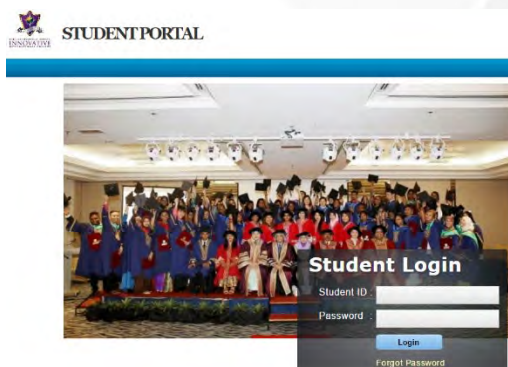 INNOVATIVE
STUDENT PORTAL
Student Login
Student ID :
Password :
Login
Forgot Password